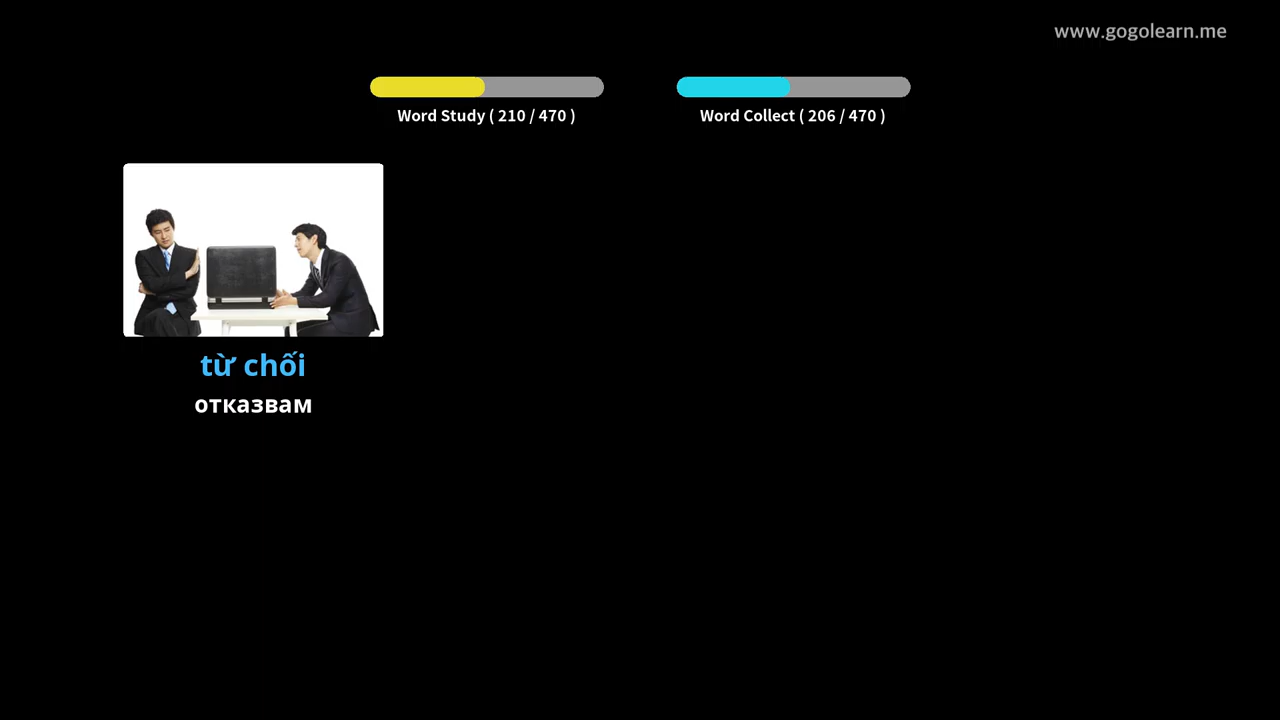 www.gogolearn.me
Word Study ( 210 / 470 )
Word Collect ( 206 / 470 )
từ chối
отказвам